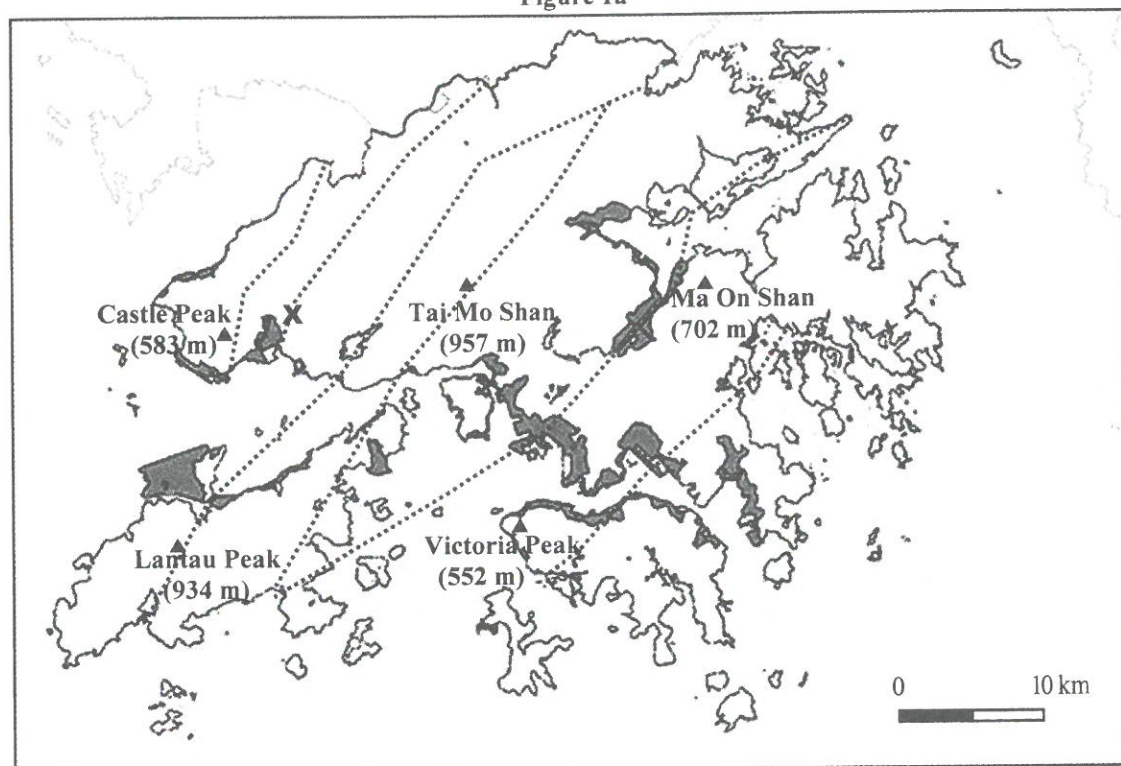 Figure 1a
Castle Peak
(583 m)
X
Tai Mo Shan
(957 m)
Ma On Shan
(702 m)
Lantau Peak
(934 m)
Victoria Peak
(552 m)
0 10 km